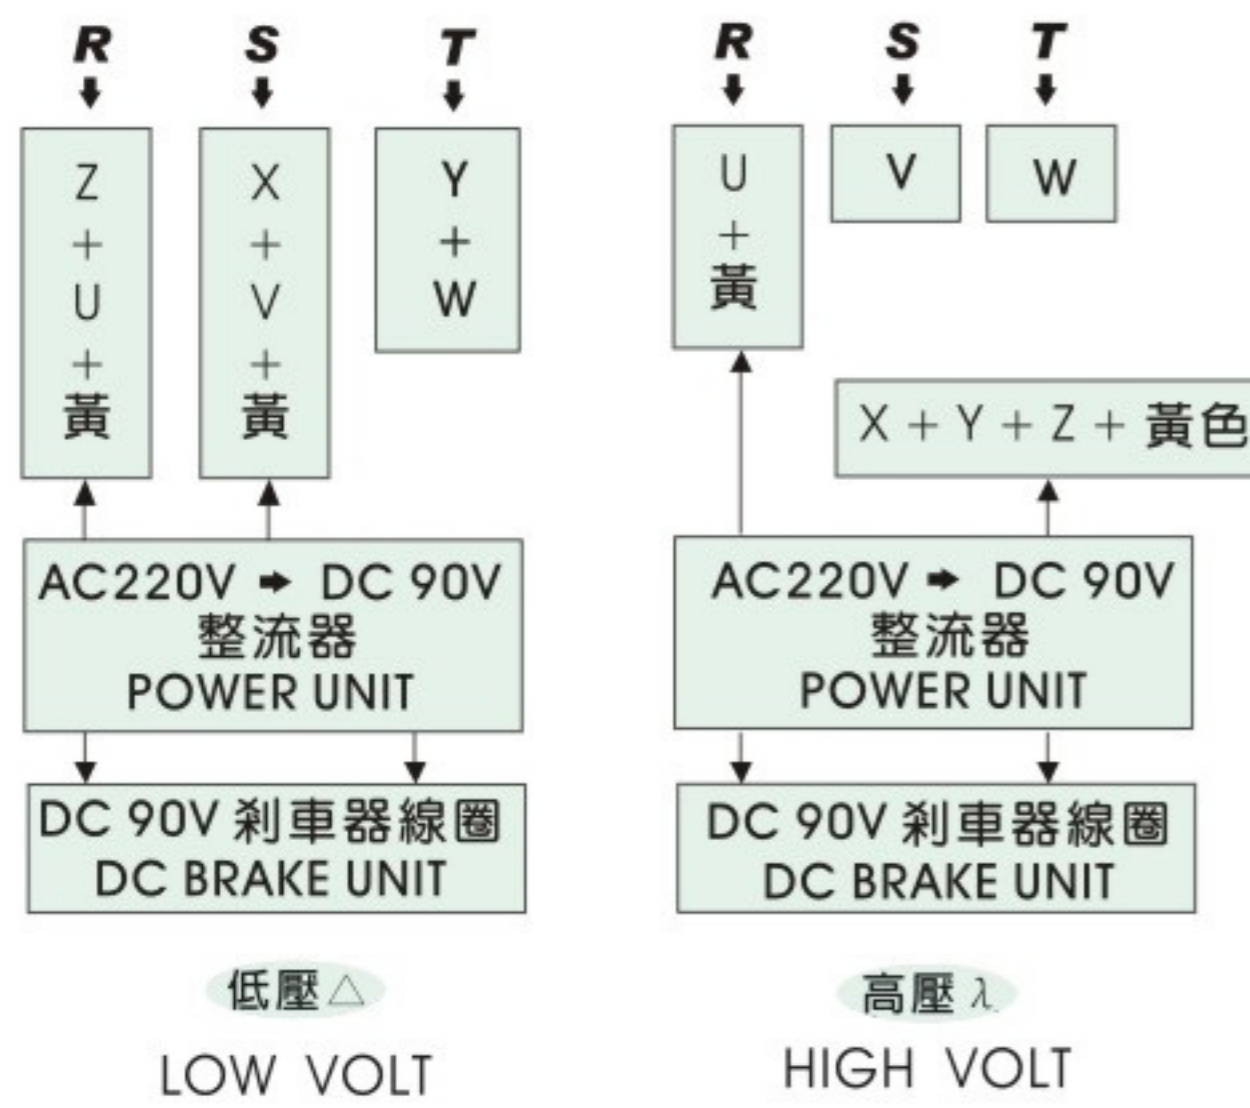 R S T
Z + U + 黃
X + V + 黃
Y + W
AC220V ➡ DC 90V
整流器
POWER UNIT
DC 90V 剎車器線圈
DC BRAKE UNIT
低壓 △
LOW VOLT
R S T
U + 黃
V
W
X + Y + Z + 黃色
AC220V ➡ DC 90V
整流器
POWER UNIT
DC 90V 剎車器線圈
DC BRAKE UNIT
高壓 λ
HIGH VOLT